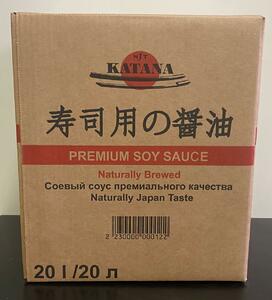 NJT
KATANA
寿司用の醤油
PREMIUM SOY SAUCE
Naturally Brewed
Соевый соус премиального качества
Naturally Japan Taste
2 230000 000122
20 l /20 л